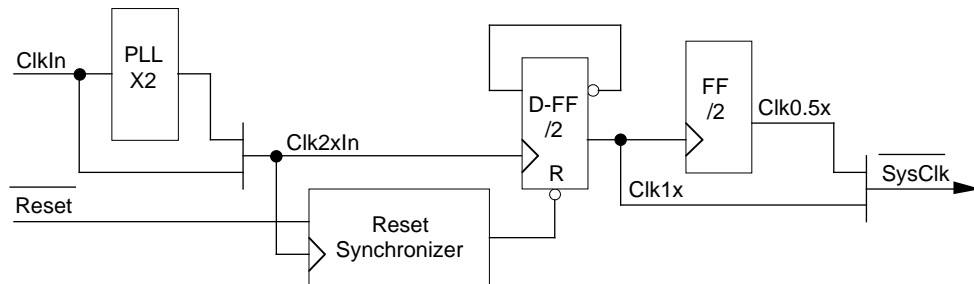 ClkIn
PLL
X2
Clk2xIn
Reset
Reset
Synchronizer
D-FF
/2
R
FF
/2
Clk0.5x
Clk1x
SysClk